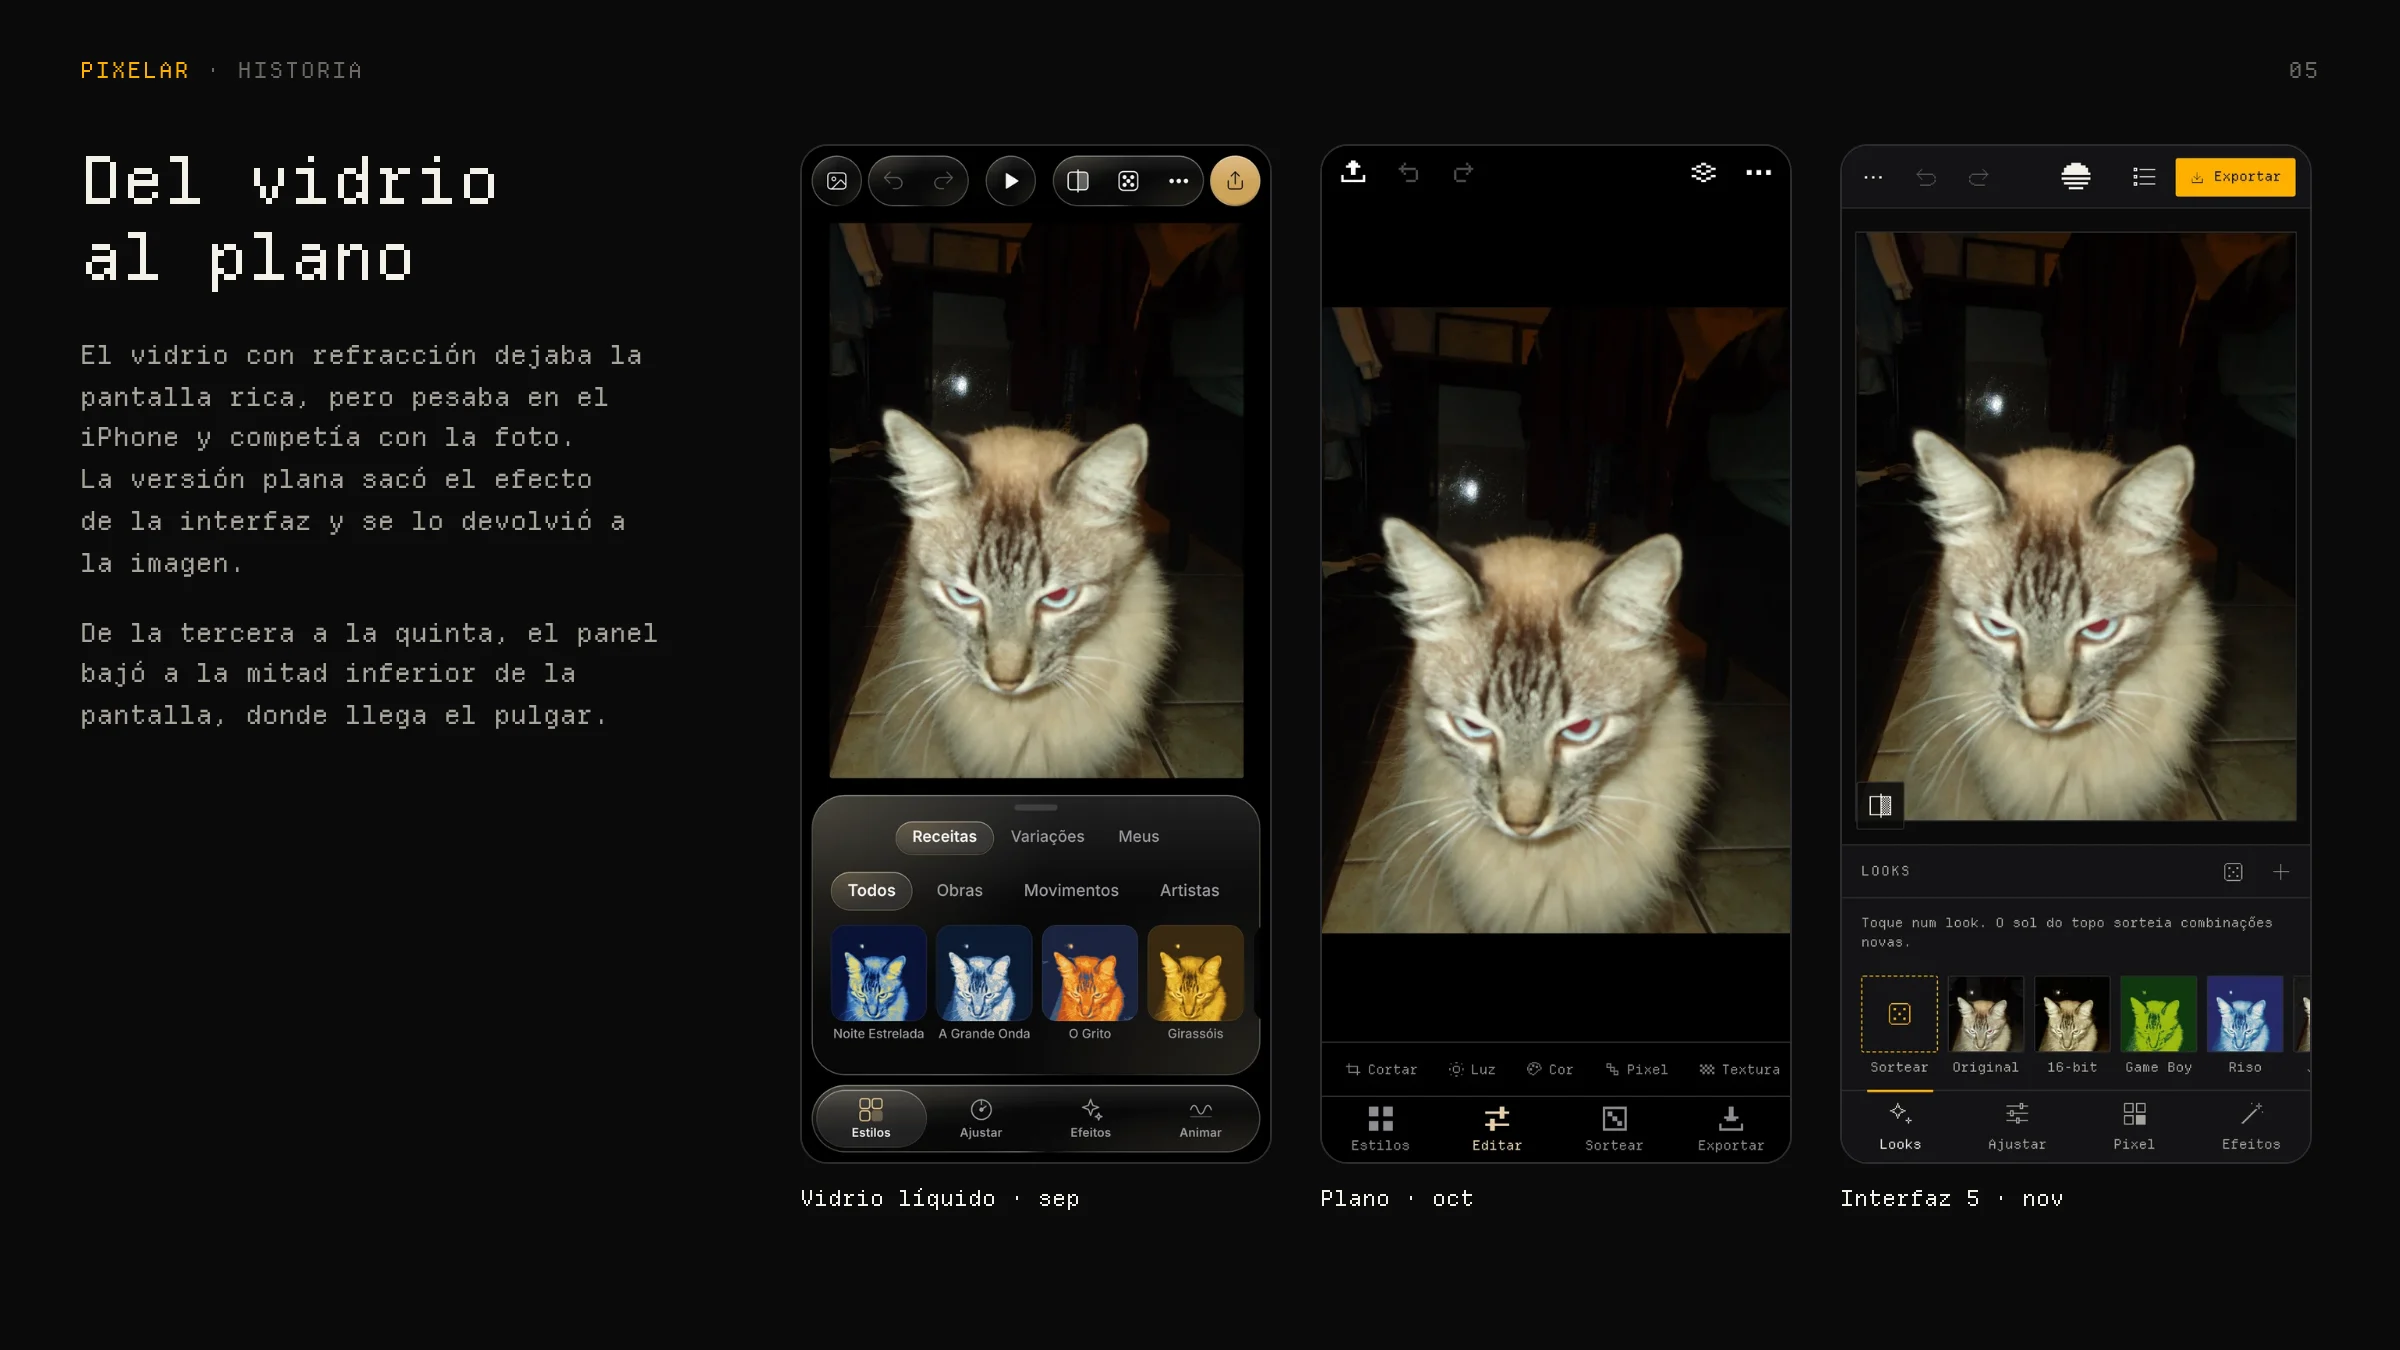 PIXELAR · HISTORIA
05
Del vidrio
al plano
El vidrio con refracción dejaba la
pantalla rica, pero pesaba en el
iPhone y competía con la foto.
La versión plana sacó el efecto
de la interfaz y se lo devolvió a
la imagen.
De la tercera a la quinta, el panel
bajó a la mitad inferior de la
pantalla, donde llega el pulgar.
Receitas Variações Meus
Todos Obras Movimentos Artistas
Noite Estrelada A Grande Onda O Grito Girassóis
Estilos Ajustar Efeitos Animar
Vidrio líquido · sep
Cortar Luz Cor Pixel Textura
Estilos Editar Sortear Exportar
Plano · oct
Exportar
LOOKS
Toque num look. O sol do topo sorteia combinações
novas.
Sortear Original 16-bit Game Boy Riso
Looks Ajustar Pixel Efeitos
Interfaz 5 · nov